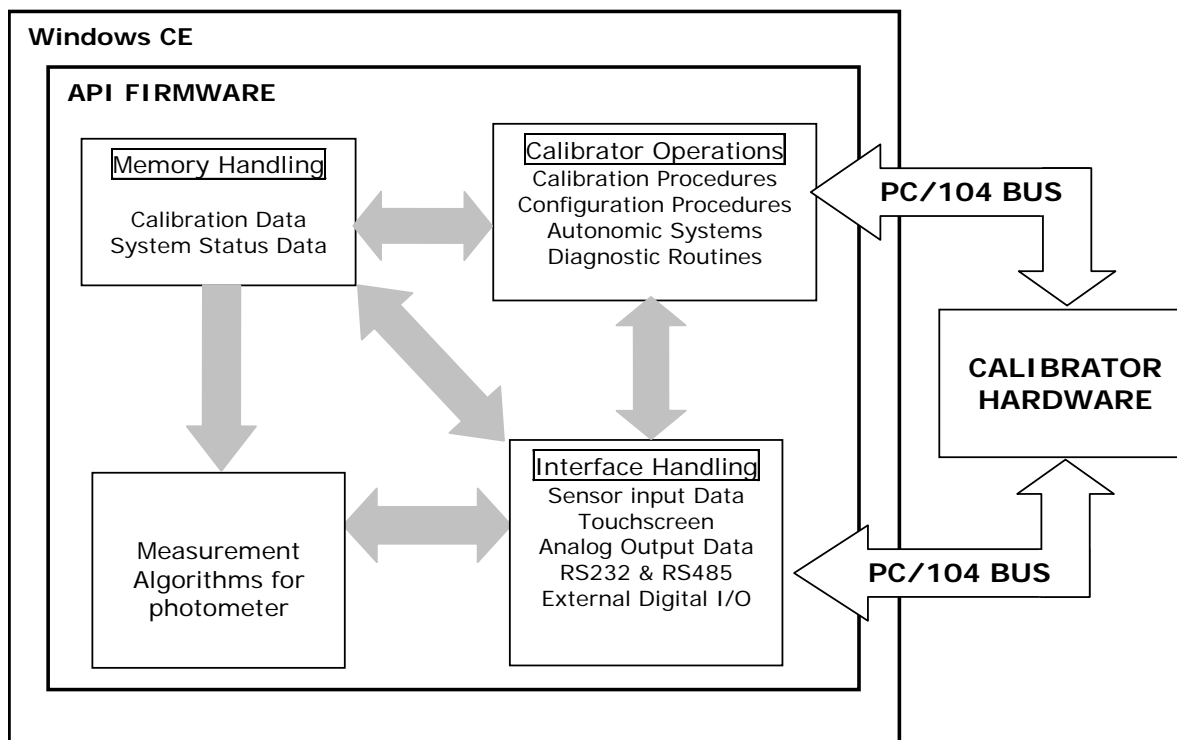 Windows CE
API FIRMWARE
Memory Handling
Calibration Data
System Status Data
Calibrator Operations
Calibration Procedures
Configuration Procedures
Autonomic Systems
Diagnostic Routines
PC/104 BUS
CALIBRATOR
HARDWARE
Measurement
Algorithms for
photometer
Interface Handling
Sensor input Data
Touchscreen
Analog Output Data
RS232 & RS485
External Digital I/O
PC/104 BUS